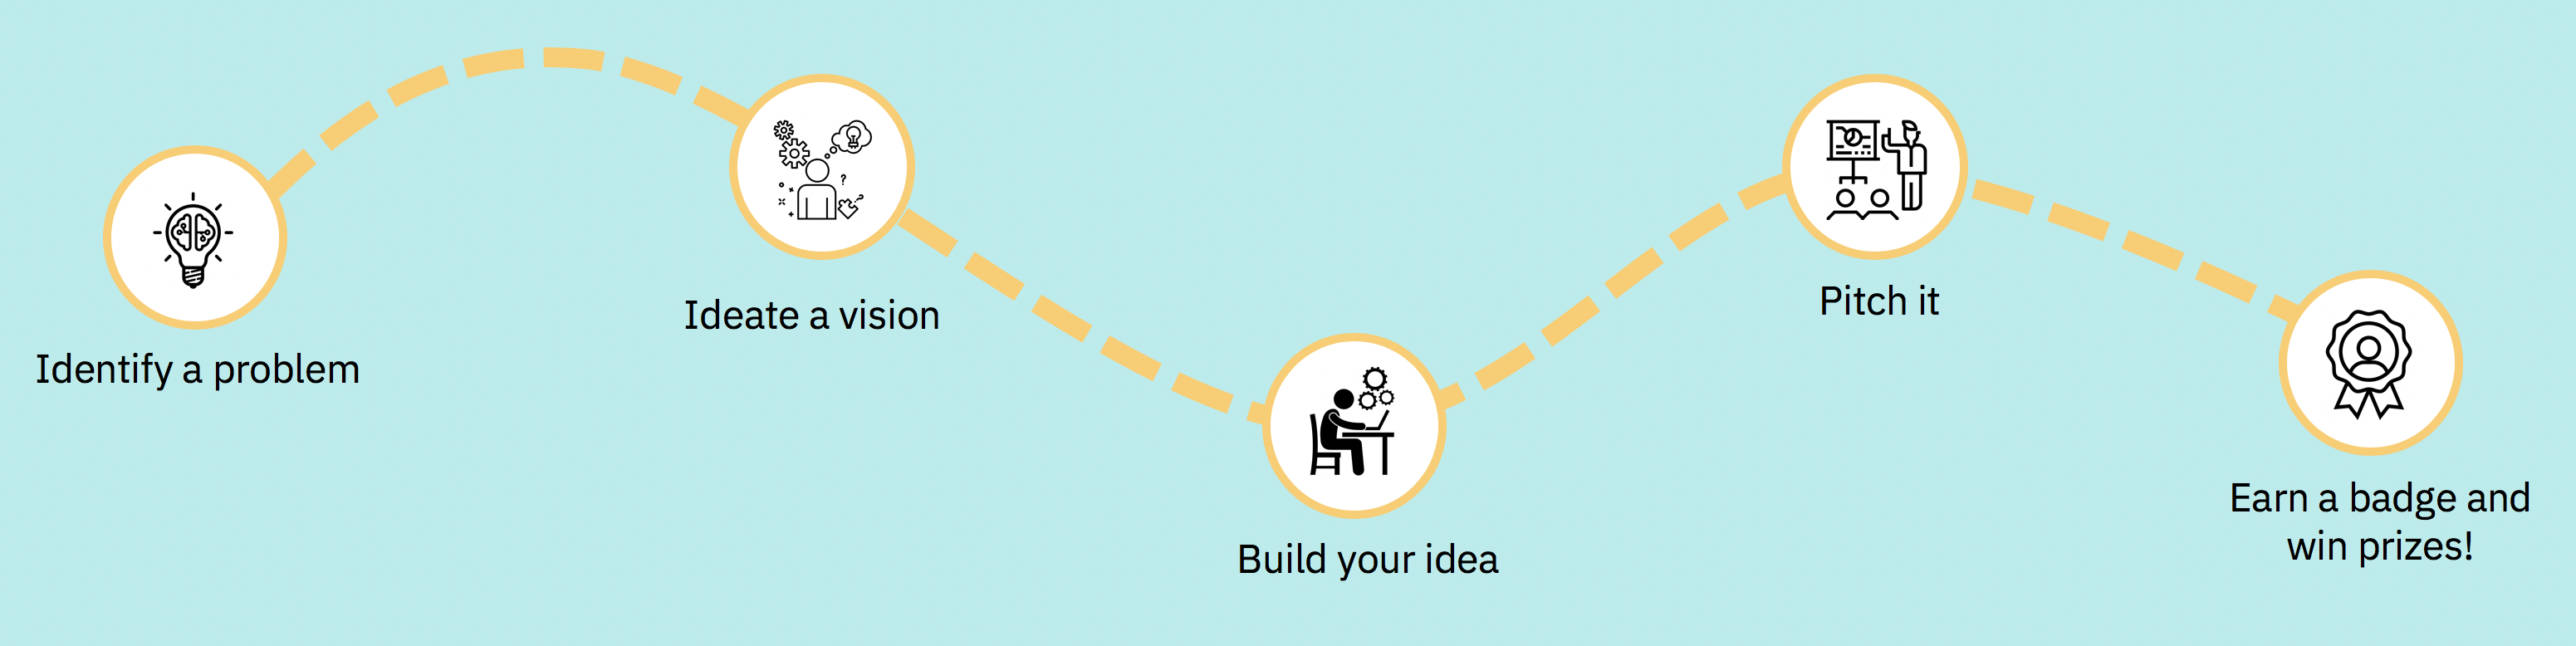 Identify a problem
Ideate a vision
Build your idea
Pitch it
Earn a badge and
win prizes!